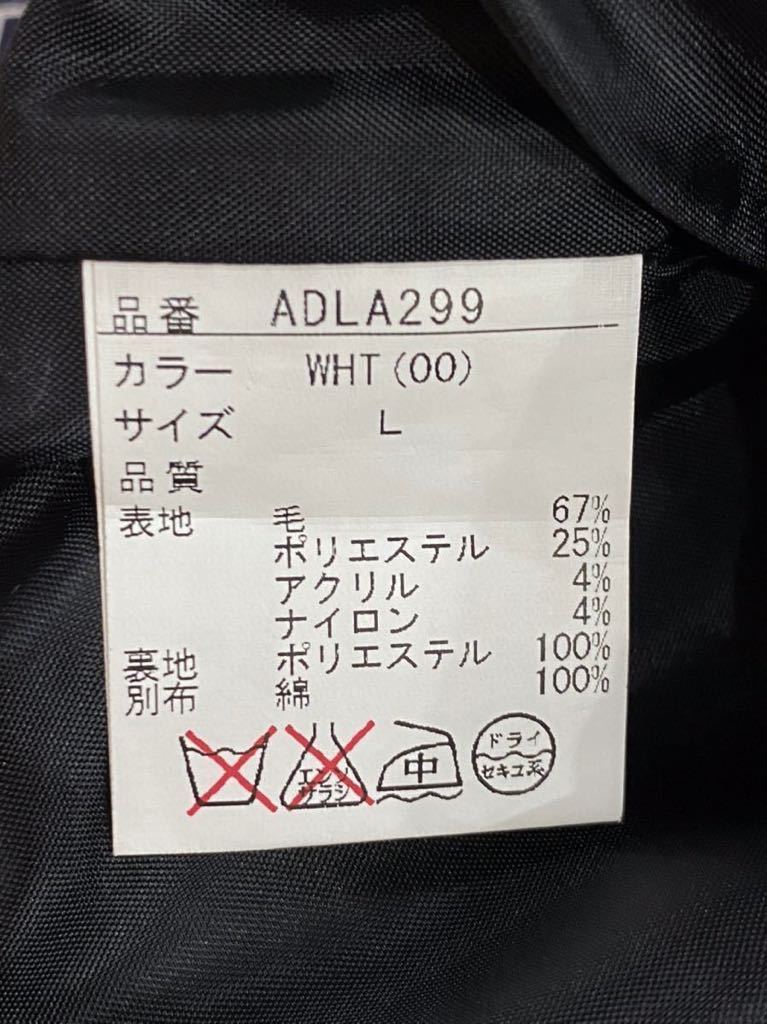 品番 ADLA299
カラー WHT(00)
サイズ L
品質
表地 毛 67%
ポリエステル 25%
アクリル 4%
ナイロン 4%
裏地 ポリエステル 100%
別布 綿 100%
エンソ
サラシ
中
ドライ
セキユ系